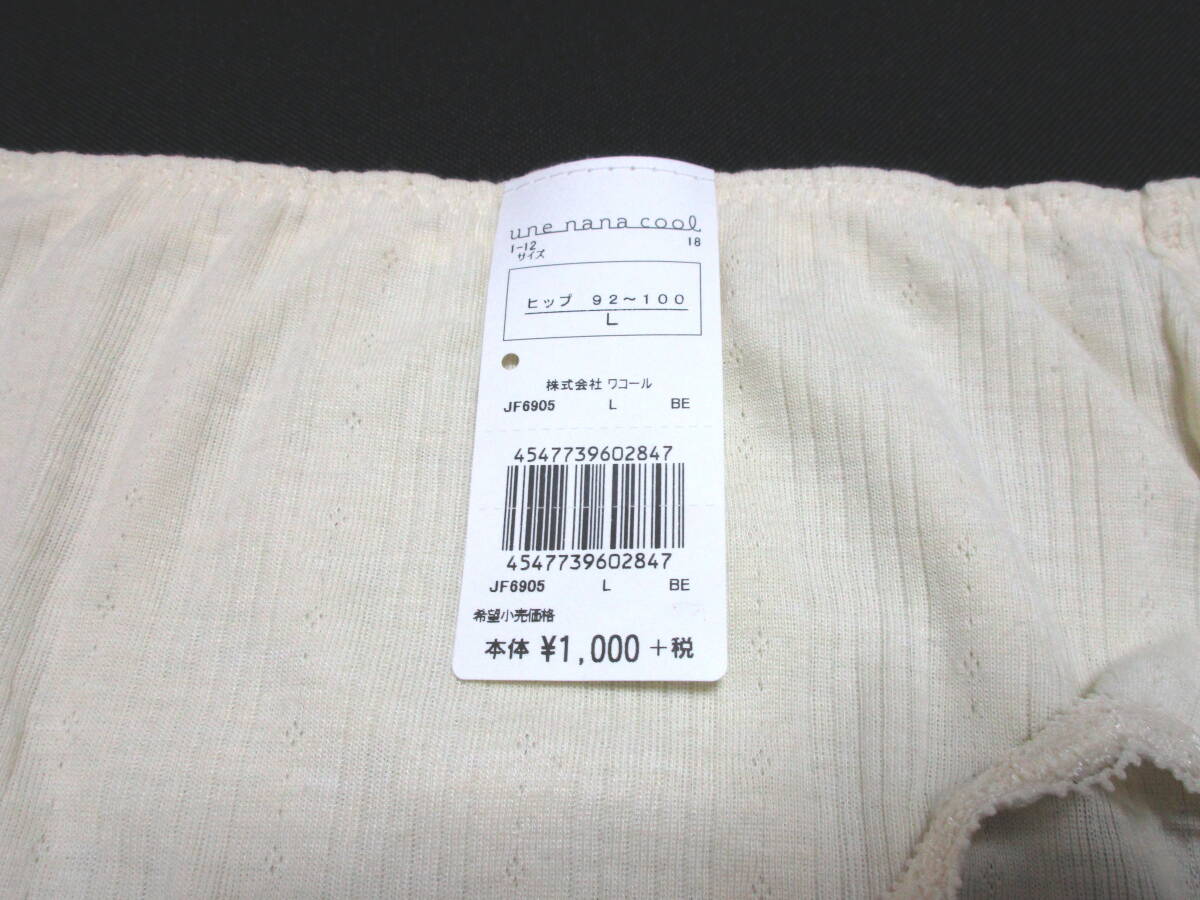 une nana cool
1-12 18
サイズ
ヒップ 92~100
L
株式会社 ワコール
JF6905 L BE
4547739602847
4547739602847
JF6905 L BE
希望小売価格
本体 ¥1,000 +税